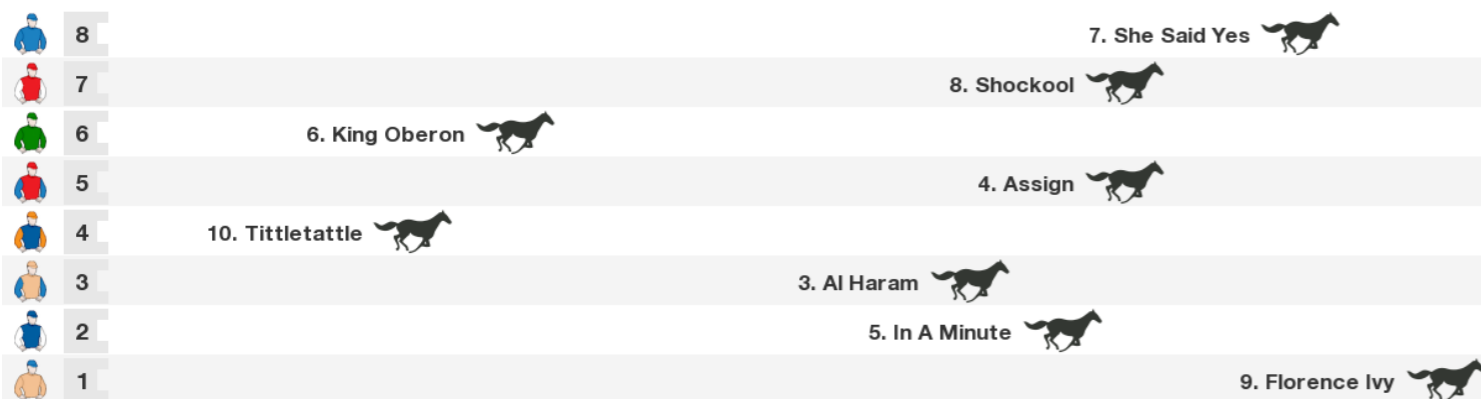 8 7. She Said Yes
7 8. Shockool
6 6. King Oberon
5 4. Assign
4 10. Tittletattle
3 3. Al Haram
2 5. In A Minute
1 9. Florence Ivy